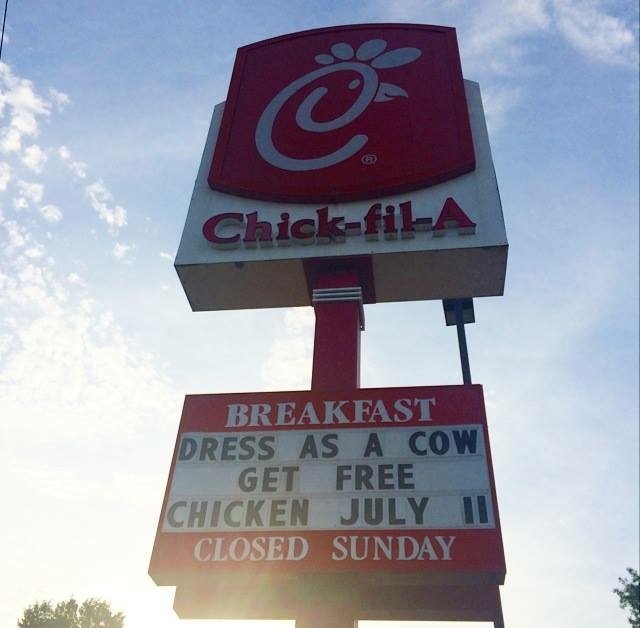 ®
Chick-fil-A
BREAKFAST
DRESS AS A COW
GET FREE
CHICKEN JULY 11
CLOSED SUNDAY